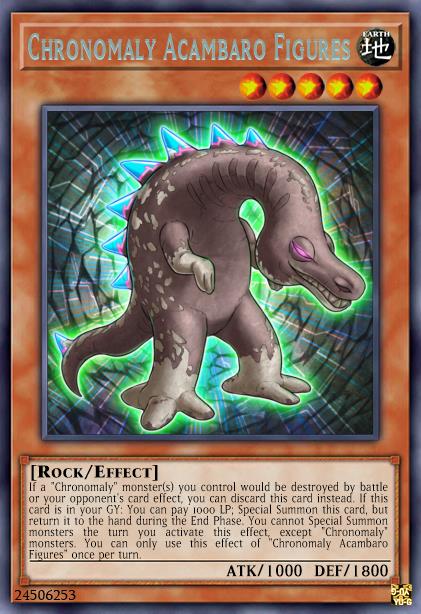 Chronomaly Acambaro Figures
EARTH
地
[Rock/Effect]
If a "Chronomaly" monster(s) you control would be destroyed by battle
or your opponent's card effect, you can discard this card instead. If this
card is in your GY: You can pay 1000 LP; Special Summon this card, but
return it to the hand during the End Phase. You cannot Special Summon
monsters the turn you activate this effect, except "Chronomaly"
monsters. You can only use this effect of "Chronomaly Acambaro
Figures" once per turn.
ATK/1000 DEF/1800
24506253